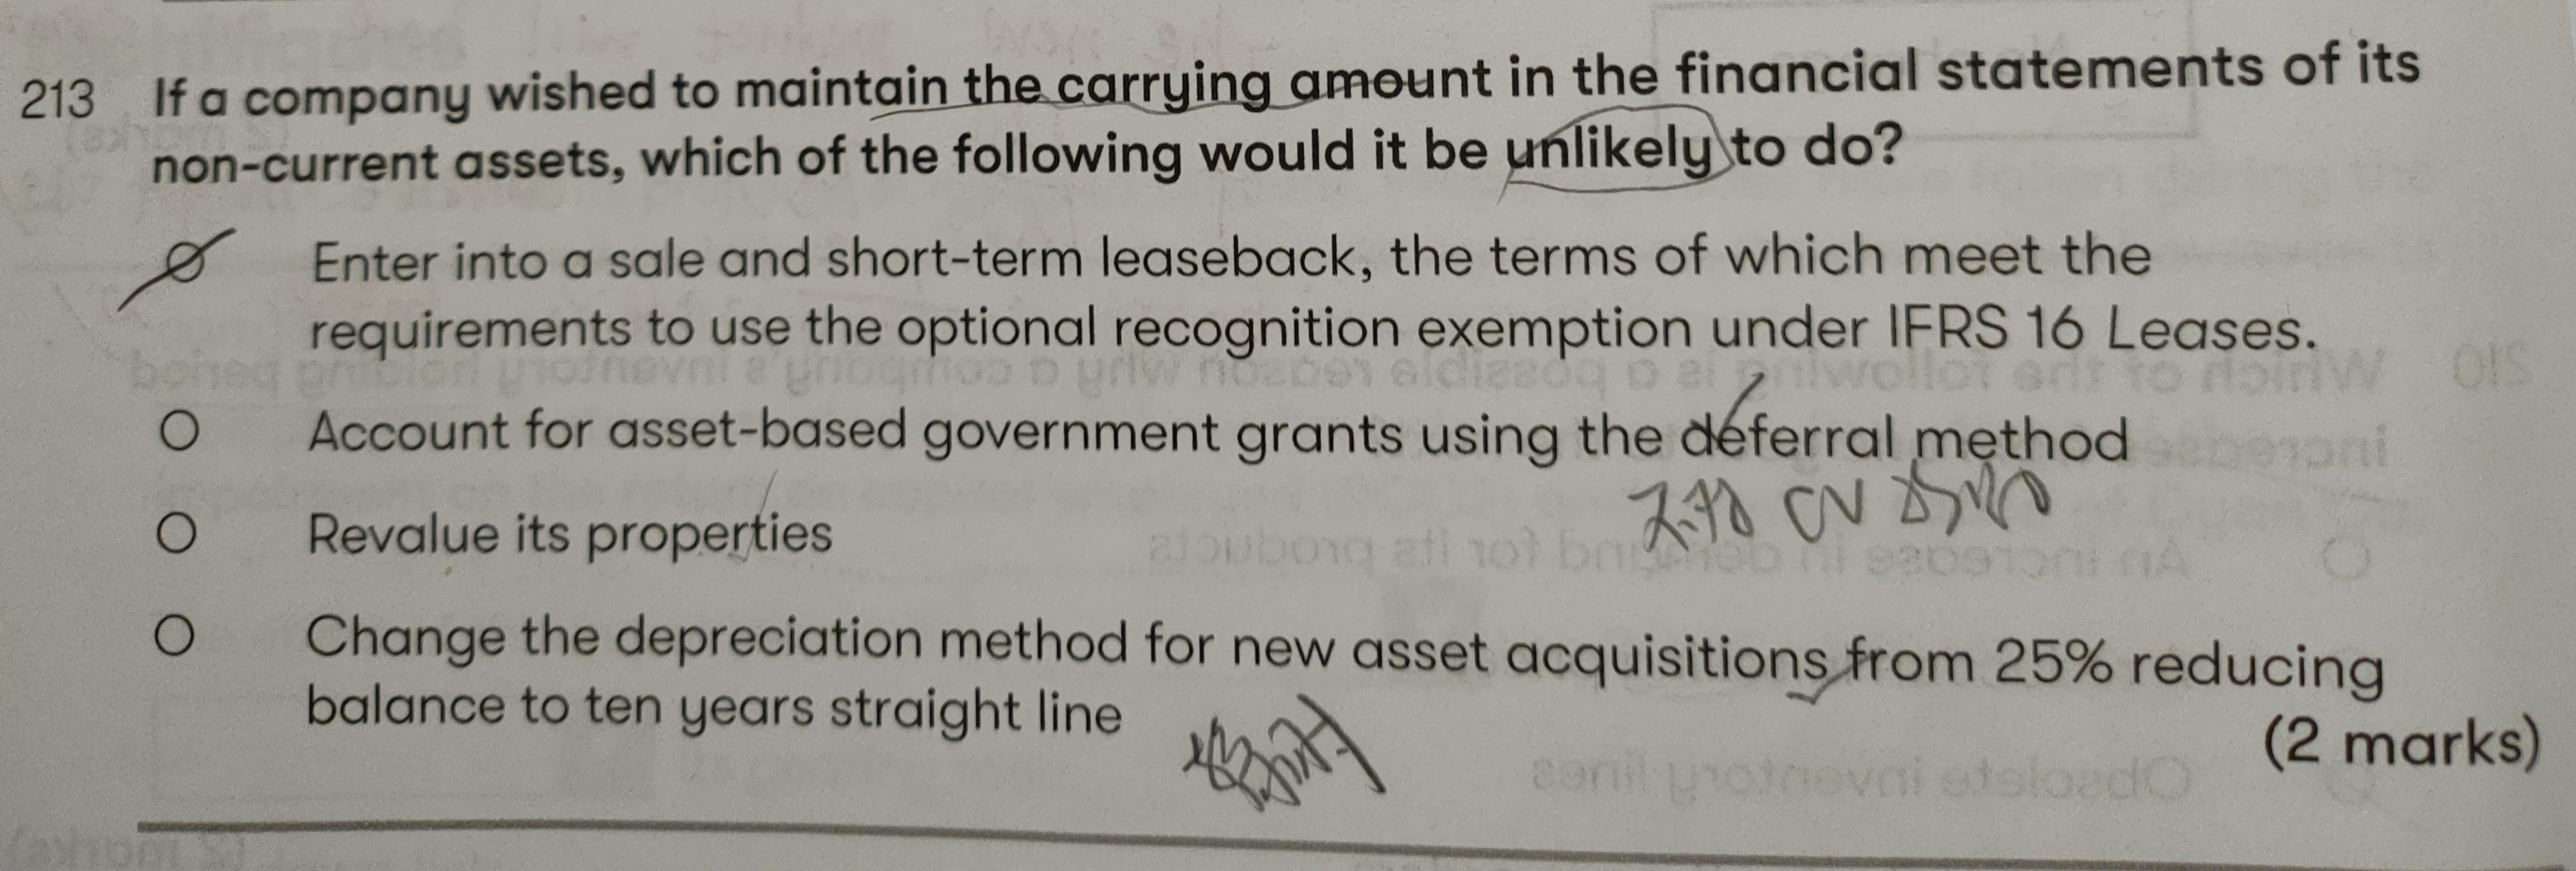 213 If a company wished to maintain the carrying amount in the financial statements of its
non-current assets, which of the following would it be unlikely to do?
Enter into a sale and short-term leaseback, the terms of which meet the
requirements to use the optional recognition exemption under IFRS 16 Leases.
Account for asset-based government grants using the deferral method
CV
Revalue its properties
Change the depreciation method for new asset acquisitions from 25% reducing
balance to ten years straight line
(2 marks)